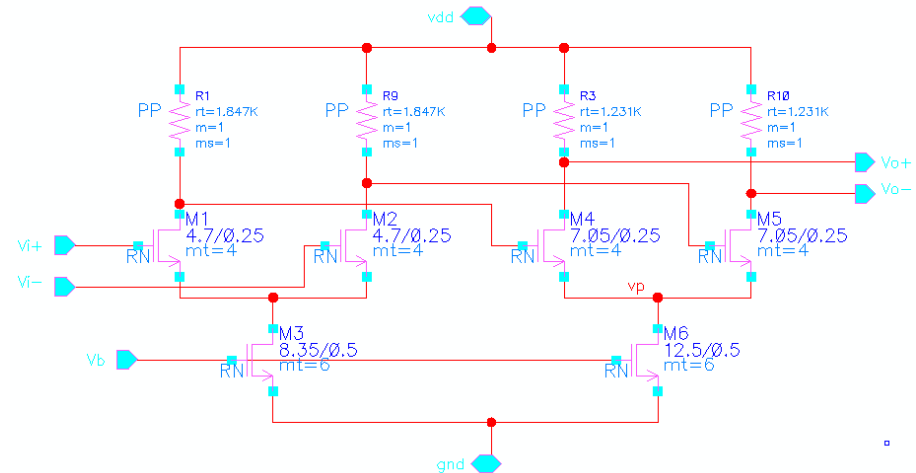 vdd
R1
rt=1.847K
m=1
ms=1
PP
R9
rt=1.847K
m=1
ms=1
PP
R3
rt=1.231K
m=1
ms=1
PP
R10
rt=1.231K
m=1
ms=1
PP
Vo+
Vo-
M1
4.7/0.25
mt=4
RN
M2
4.7/0.25
mt=4
RN
M4
7.05/0.25
mt=4
RN
M5
7.05/0.25
mt=4
RN
Vi+
Vi-
vp
M3
8.35/0.5
mt=6
RN
M6
12.5/0.5
mt=6
RN
Vb
gnd